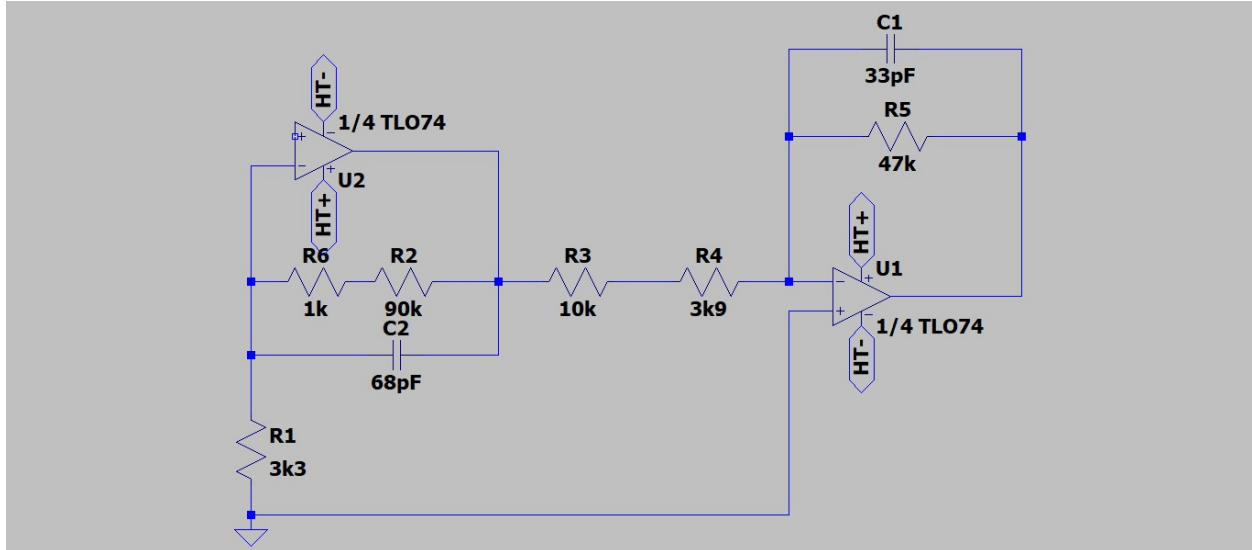 C1
33pF
R5
47k
HT-
1/4 TLO74
+
−
−
+
U2
HT+
R6
1k
R2
90k
C2
68pF
R3
10k
R4
3k9
HT+
U1
−
+
+
−
1/4 TLO74
HT-
R1
3k3